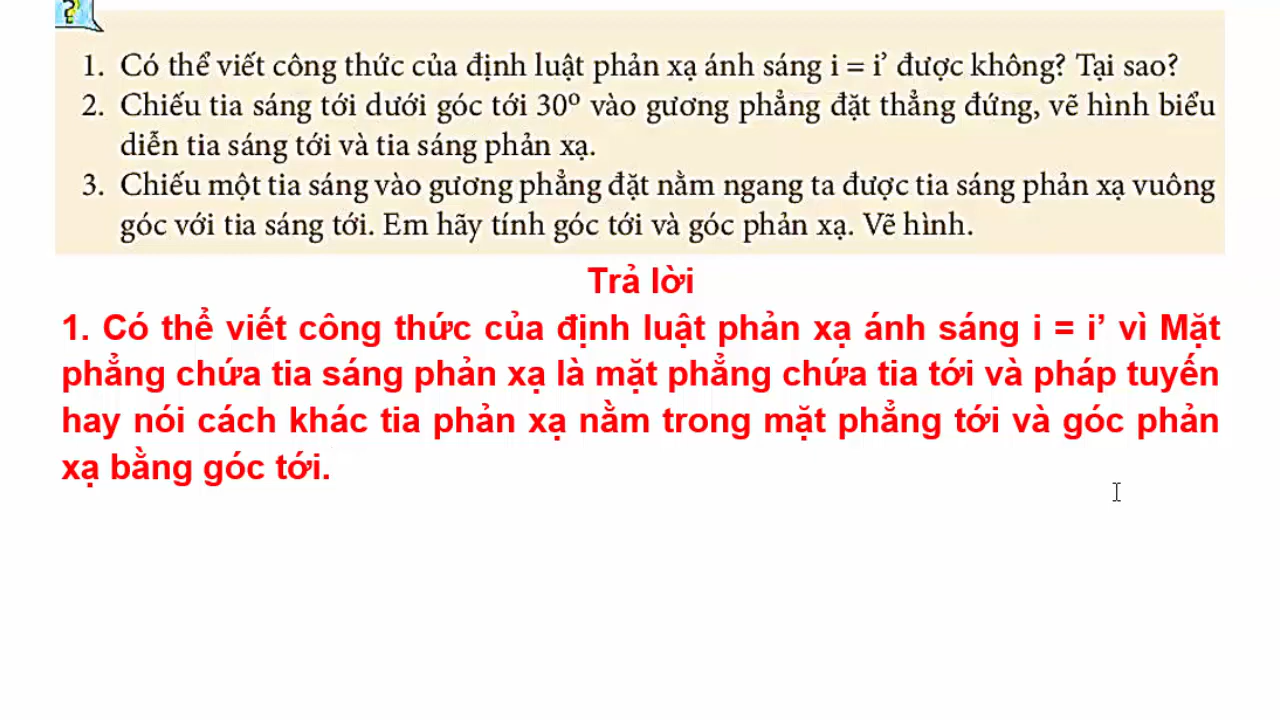 ?
1. Có thể viết công thức của định luật phản xạ ánh sáng i = i’ được không? Tại sao?
2. Chiếu tia sáng tới dưới góc tới 30º vào gương phẳng đặt thẳng đứng, vẽ hình biểu
diễn tia sáng tới và tia sáng phản xạ.
3. Chiếu một tia sáng vào gương phẳng đặt nằm ngang ta được tia sáng phản xạ vuông
góc với tia sáng tới. Em hãy tính góc tới và góc phản xạ. Vẽ hình.
Trả lời
1. Có thể viết công thức của định luật phản xạ ánh sáng i = i’ vì Mặt
phẳng chứa tia sáng phản xạ là mặt phẳng chứa tia tới và pháp tuyến
hay nói cách khác tia phản xạ nằm trong mặt phẳng tới và góc phản
xạ bằng góc tới.